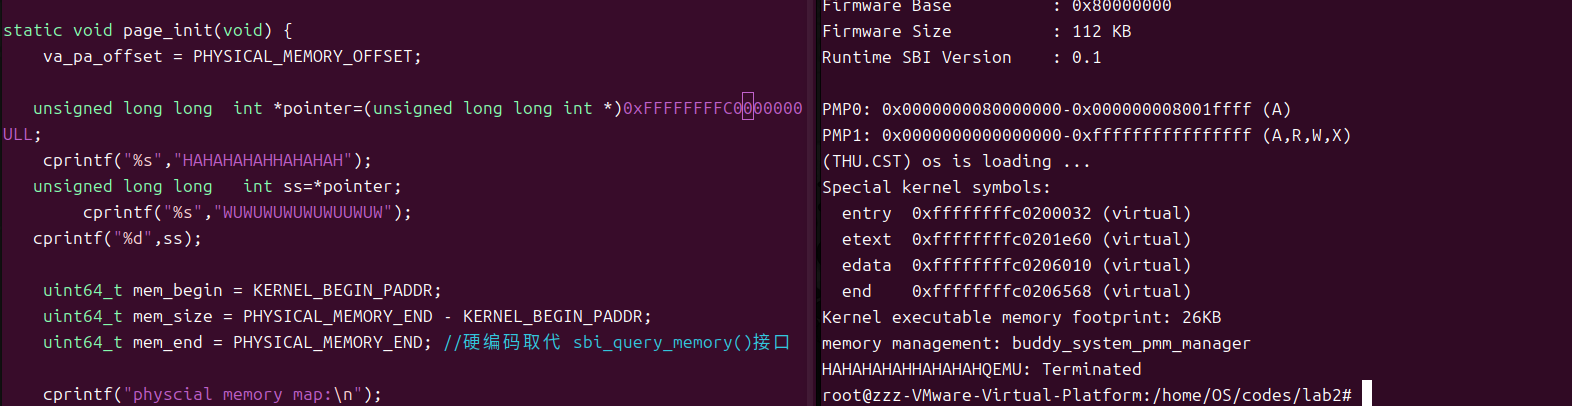 static void page_init(void) {
    va_pa_offset = PHYSICAL_MEMORY_OFFSET;
   unsigned long long  int *pointer=(unsigned long long int *)0xFFFFFFFFC0000000
ULL;
    cprintf("%s","HAHAHAHAHHAHAHAH");
   unsigned long long   int ss=*pointer;
        cprintf("%s","WUWUWUWUWUWUUWUW");
   cprintf("%d",ss);
    uint64_t mem_begin = KERNEL_BEGIN_PADDR;
    uint64_t mem_size = PHYSICAL_MEMORY_END - KERNEL_BEGIN_PADDR;
    uint64_t mem_end = PHYSICAL_MEMORY_END; //硬编码取代 sbi_query_memory()接口
    cprintf("physcial memory map:\n");
Firmware Base          : 0x80000000
Firmware Size          : 112 KB
Runtime SBI Version    : 0.1
PMP0: 0x0000000080000000-0x000000008001ffff (A)
PMP1: 0x0000000000000000-0xffffffffffffffff (A,R,W,X)
(THU.CST) os is loading ...
Special kernel symbols:
  entry  0xffffffffc0200032 (virtual)
  etext  0xffffffffc0201e60 (virtual)
  edata  0xffffffffc0206010 (virtual)
  end    0xffffffffc0206568 (virtual)
Kernel executable memory footprint: 26KB
memory management: buddy_system_pmm_manager
HAHAHAHAHHAHAHAHQEMU: Terminated
root@zzz-VMware-Virtual-Platform:/home/OS/codes/lab2#